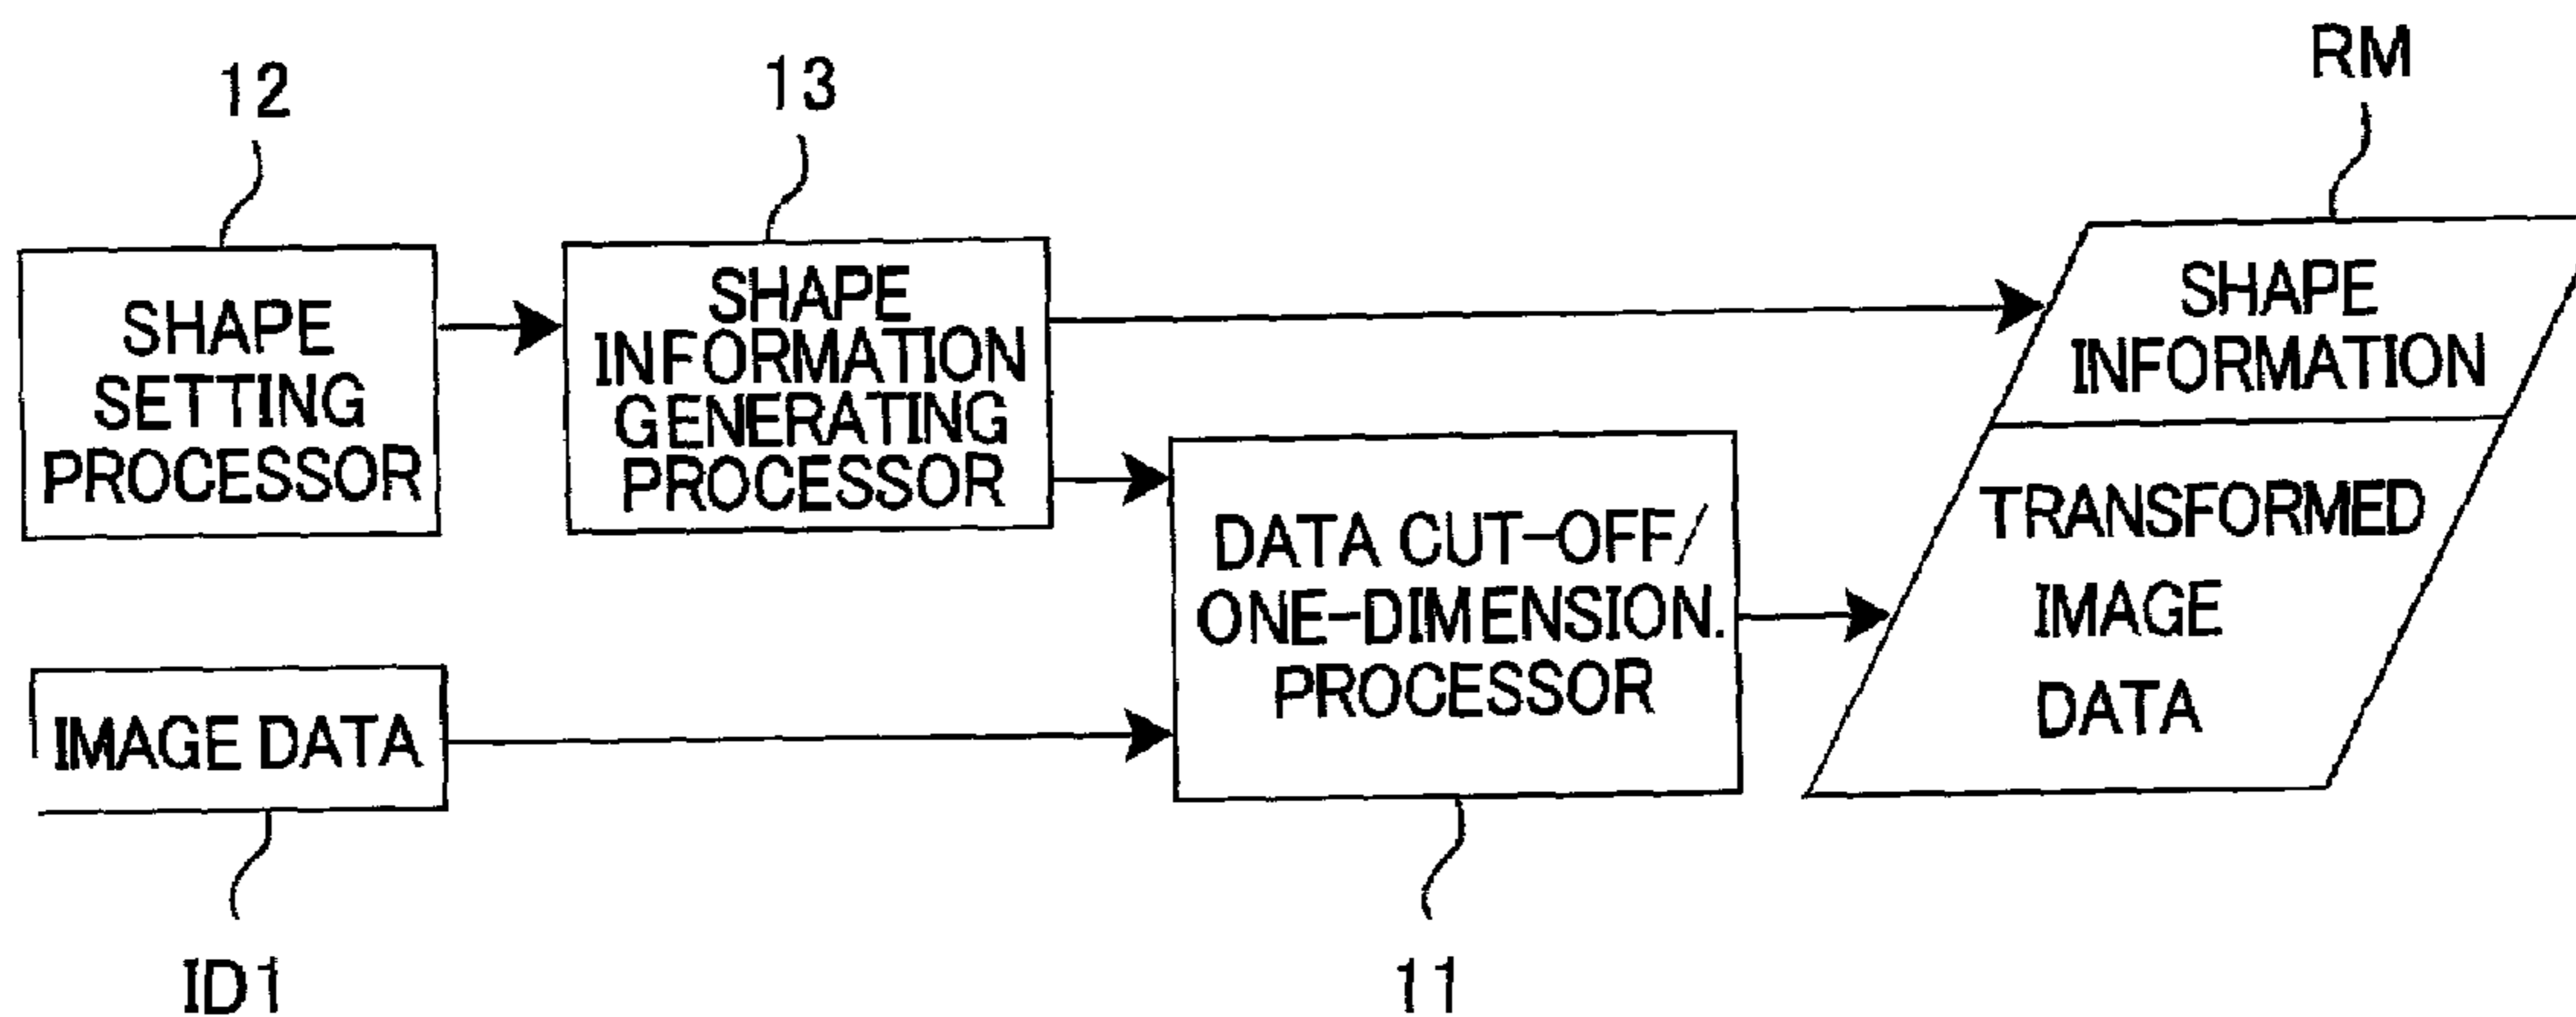 12
13
RM
SHAPE
SETTING
PROCESSOR
SHAPE
INFORMATION
GENERATING
PROCESSOR
SHAPE
INFORMATION
TRANSFORMED
IMAGE
DATA
DATA CUT-OFF/
ONE-DIMENSION.
PROCESSOR
IMAGE DATA
ID1
11